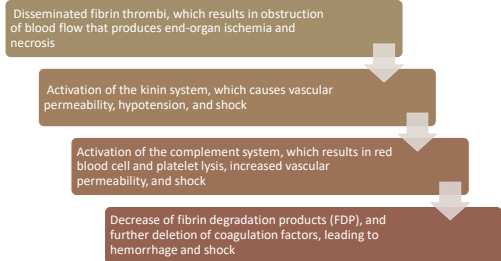 Disseminated fibrin thrombi, which results in obstruction
of blood flow that produces end-organ ischemia and
necrosis
Activation of the kinin system, which causes vascular
permeability, hypotension, and shock
Activation of the complement system, which results in red
blood cell and platelet lysis, increased vascular
permeability, and shock
Decrease of fibrin degradation products (FDP), and
further deletion of coagulation factors, leading to
hemorrhage and shock